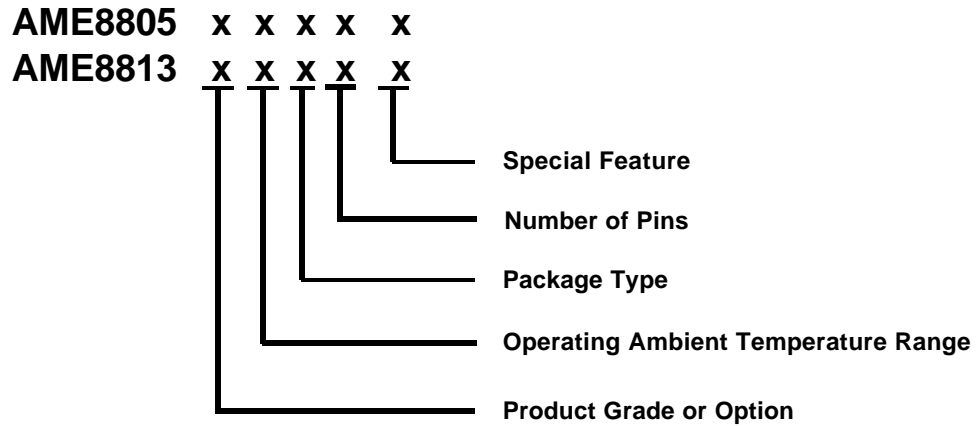 AME8805 x x x x x
AME8813 x x x x x
Special Feature
Number of Pins
Package Type
Operating Ambient Temperature Range
Product Grade or Option